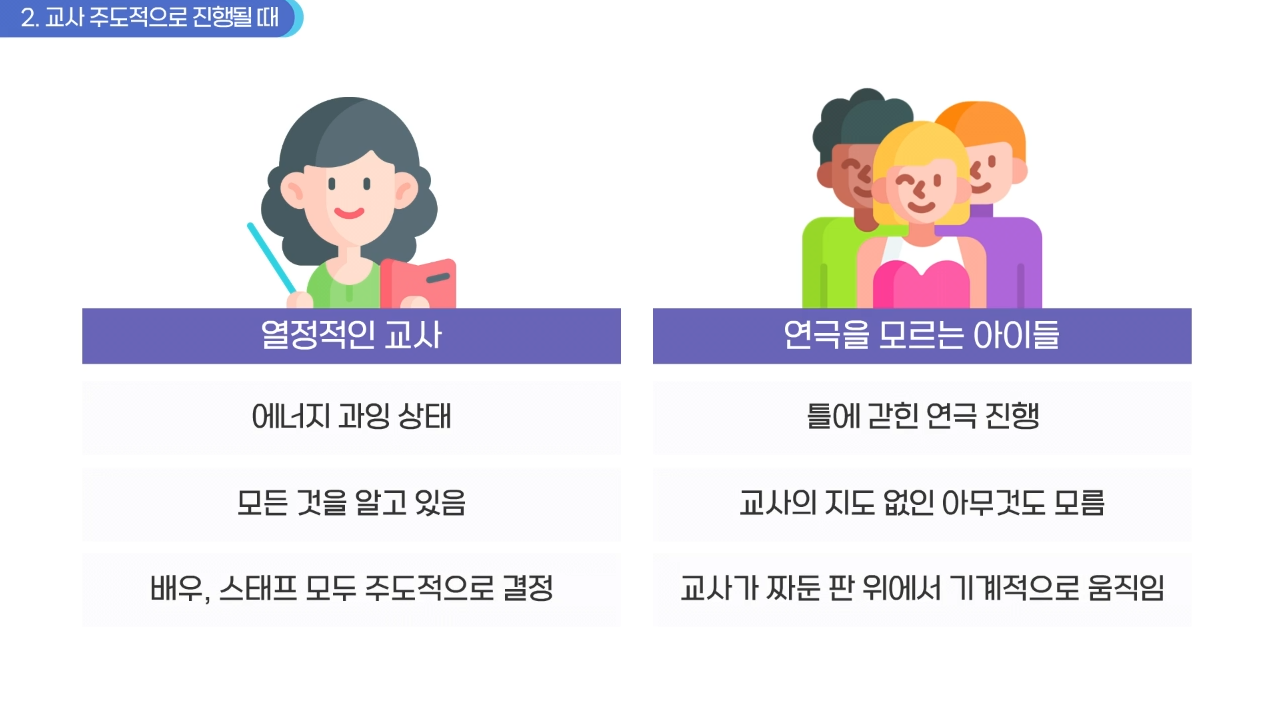 2. 교사 주도적으로 진행될 때
열정적인 교사
에너지 과잉 상태
모든 것을 알고 있음
배우, 스태프 모두 주도적으로 결정
연극을 모르는 아이들
틀에 갇힌 연극 진행
교사의 지도 없인 아무것도 모름
교사가 짜둔 판 위에서 기계적으로 움직임